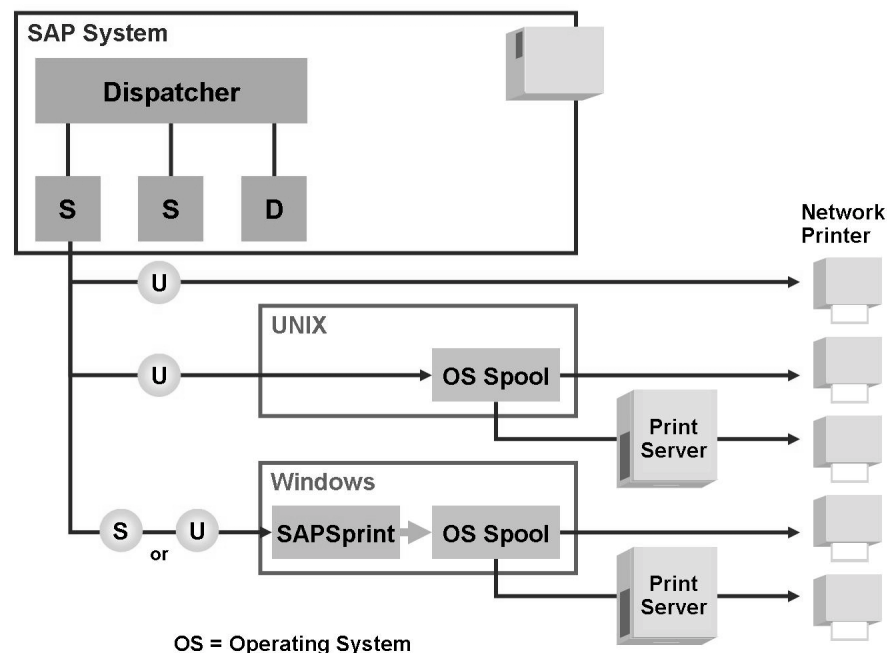 SAP System
Dispatcher
S
S
D
Network
Printer
U
UNIX
U
OS Spool
Print
Server
Windows
S
or
U
SAPSprint
OS Spool
Print
Server
OS = Operating System